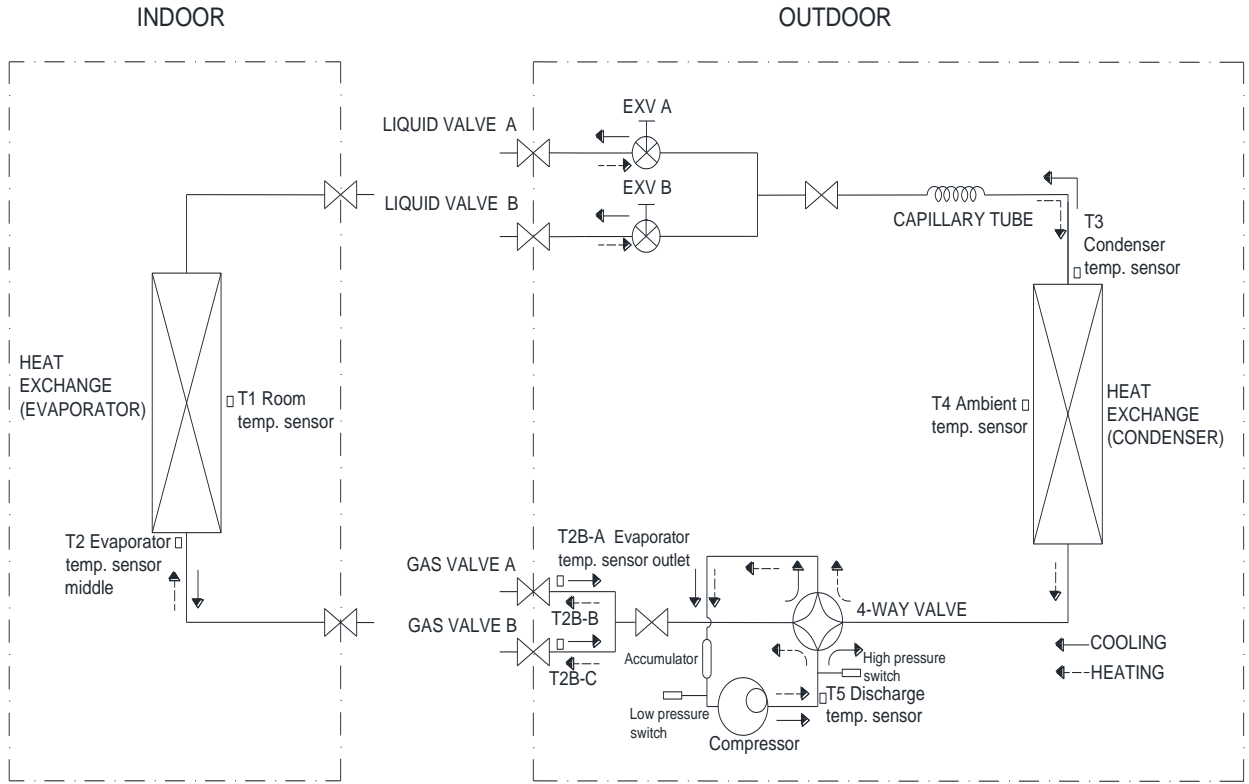 INDOOR
OUTDOOR
LIQUID VALVE A
EXV A
LIQUID VALVE B
EXV B
CAPILLARY TUBE
T3
Condenser
temp. sensor
HEAT
EXCHANGE
(EVAPORATOR)
T1 Room
temp. sensor
T4 Ambient
temp. sensor
HEAT
EXCHANGE
(CONDENSER)
T2 Evaporator
temp. sensor
middle
GAS VALVE A
T2B-A Evaporator
temp. sensor outlet
T2B-B
GAS VALVE B
T2B-C
4-WAY VALVE
Accumulator
High pressure
switch
Low pressure
switch
T5 Discharge
temp. sensor
Compressor
COOLING
HEATING